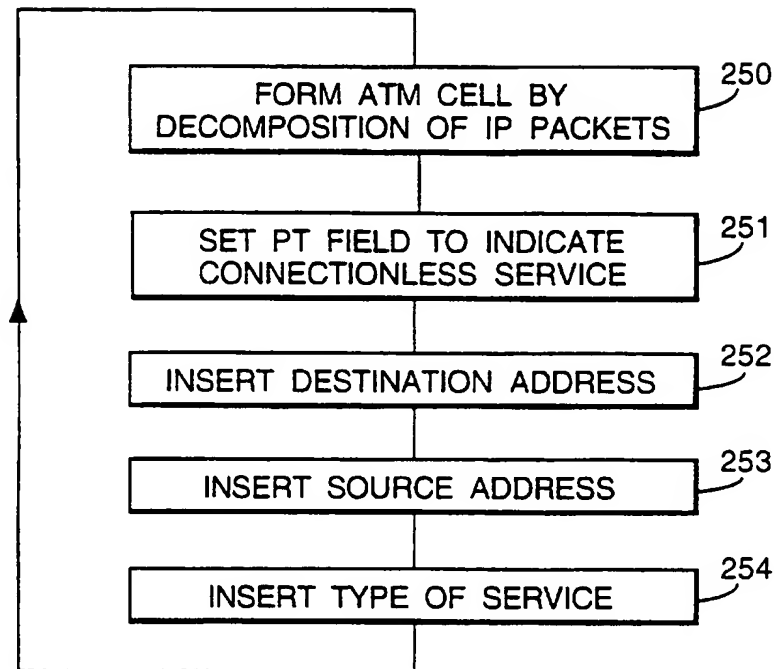 FORM ATM CELL BY
DECOMPOSITION OF IP PACKETS
250
SET PT FIELD TO INDICATE
CONNECTIONLESS SERVICE
251
INSERT DESTINATION ADDRESS
252
INSERT SOURCE ADDRESS
253
INSERT TYPE OF SERVICE
254